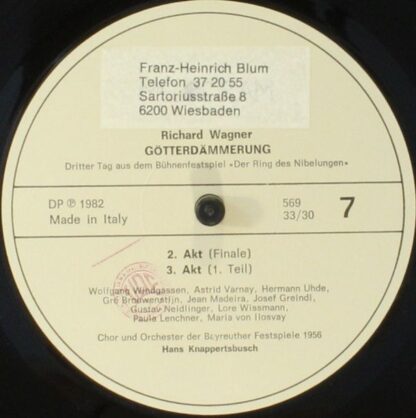 Franz-Heinrich Blum
Telefon 37 20 55
Sartoriusstraße 8
6200 Wiesbaden
Richard Wagner
GÖTTERDÄMMERUNG
Dritter Tag aus dem Bühnenfestspiel »Der Ring des Nibelungen«
DP ℗ 1982
Made in Italy
569
33/30
7
2. Akt (Finale)
3. Akt (1. Teil)
Wolfgang Windgassen, Astrid Varnay, Hermann Uhde,
Gré Brouwenstijn, Jean Madeira, Josef Greindl,
Gustav Neidlinger, Lore Wissmann,
Paula Lenchner, Maria von Ilosvay
Chor und Orchester der Bayreuther Festspiele 1956
Hans Knappertsbusch